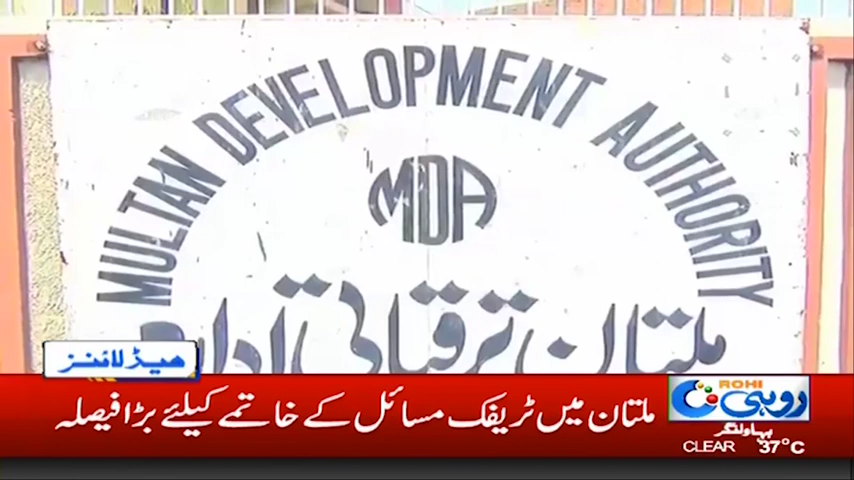 MULTAN DEVELOPMENT AUTHORITY
MDA
ملتان ترقیاتی ادارہ
ہیڈلائنز
ملتان میں ٹریفک مسائل کے خاتمے کیلئے بڑا فیصلہ
ROHI
روہی
بہاولنگر
CLEAR 37°C